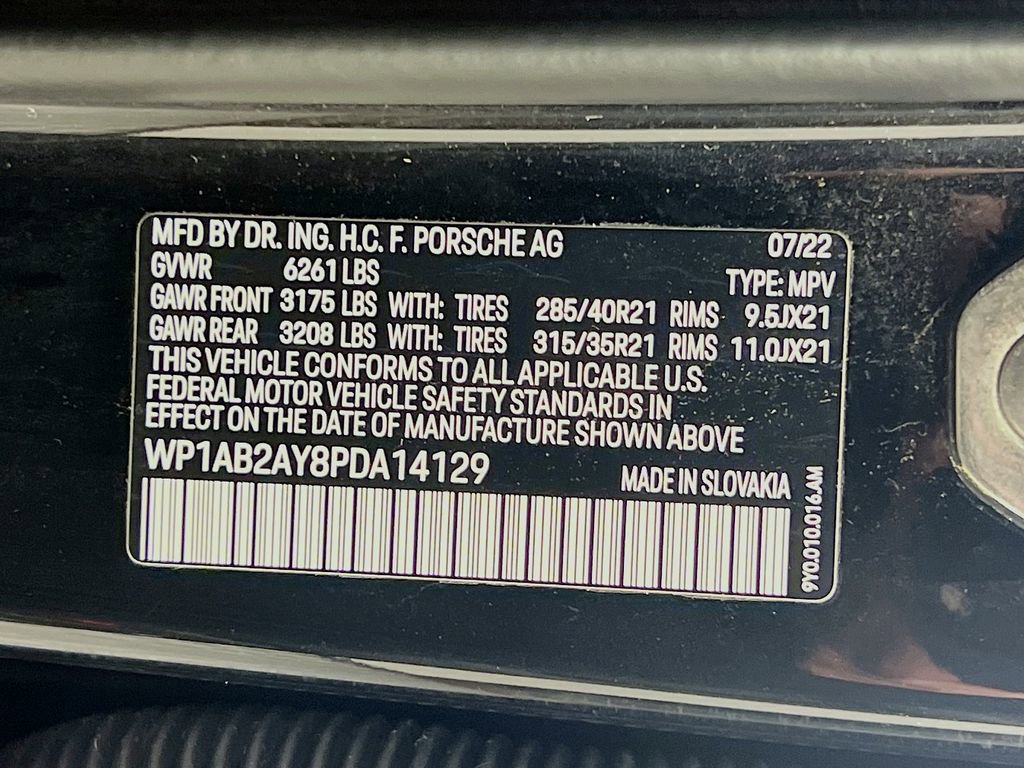 MFD BY DR. ING. H.C. F. PORSCHE AG 07/22
GVWR 6261 LBS TYPE: MPV
GAWR FRONT 3175 LBS WITH: TIRES 285/40R21 RIMS 9.5JX21
GAWR REAR 3208 LBS WITH: TIRES 315/35R21 RIMS 11.0JX21
THIS VEHICLE CONFORMS TO ALL APPLICABLE U.S.
FEDERAL MOTOR VEHICLE SAFETY STANDARDS IN
EFFECT ON THE DATE OF MANUFACTURE SHOWN ABOVE
WP1AB2AY8PDA14129 MADE IN SLOVAKIA
9Y0.010.016.AM